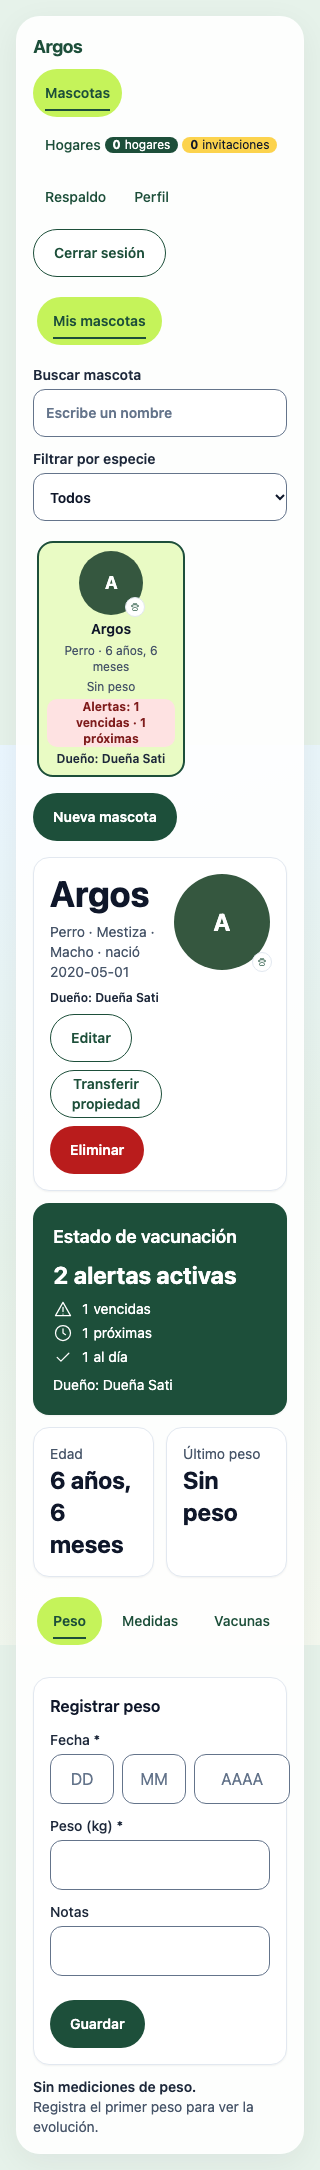 Argos
Mascotas
Hogares 0 hogares 0 invitaciones
Respaldo Perfil
Cerrar sesión
Mis mascotas
Buscar mascota
Escribe un nombre
Filtrar por especie
Todos
A
Argos
Perro · 6 años, 6
meses
Sin peso
Alertas: 1
vencidas · 1
próximas
Dueño: Dueña Sati
Nueva mascota
Argos
A
Perro · Mestiza ·
Macho · nació
2020-05-01
Dueño: Dueña Sati
Editar
Transferir
propiedad
Eliminar
Estado de vacunación
2 alertas activas
1 vencidas
1 próximas
1 al día
Dueño: Dueña Sati
Edad
6 años,
6
meses
Último peso
Sin
peso
Peso Medidas Vacunas
Registrar peso
Fecha *
DD MM AAAA
Peso (kg) *
Notas
Guardar
Sin mediciones de peso.
Registra el primer peso para ver la
evolución.